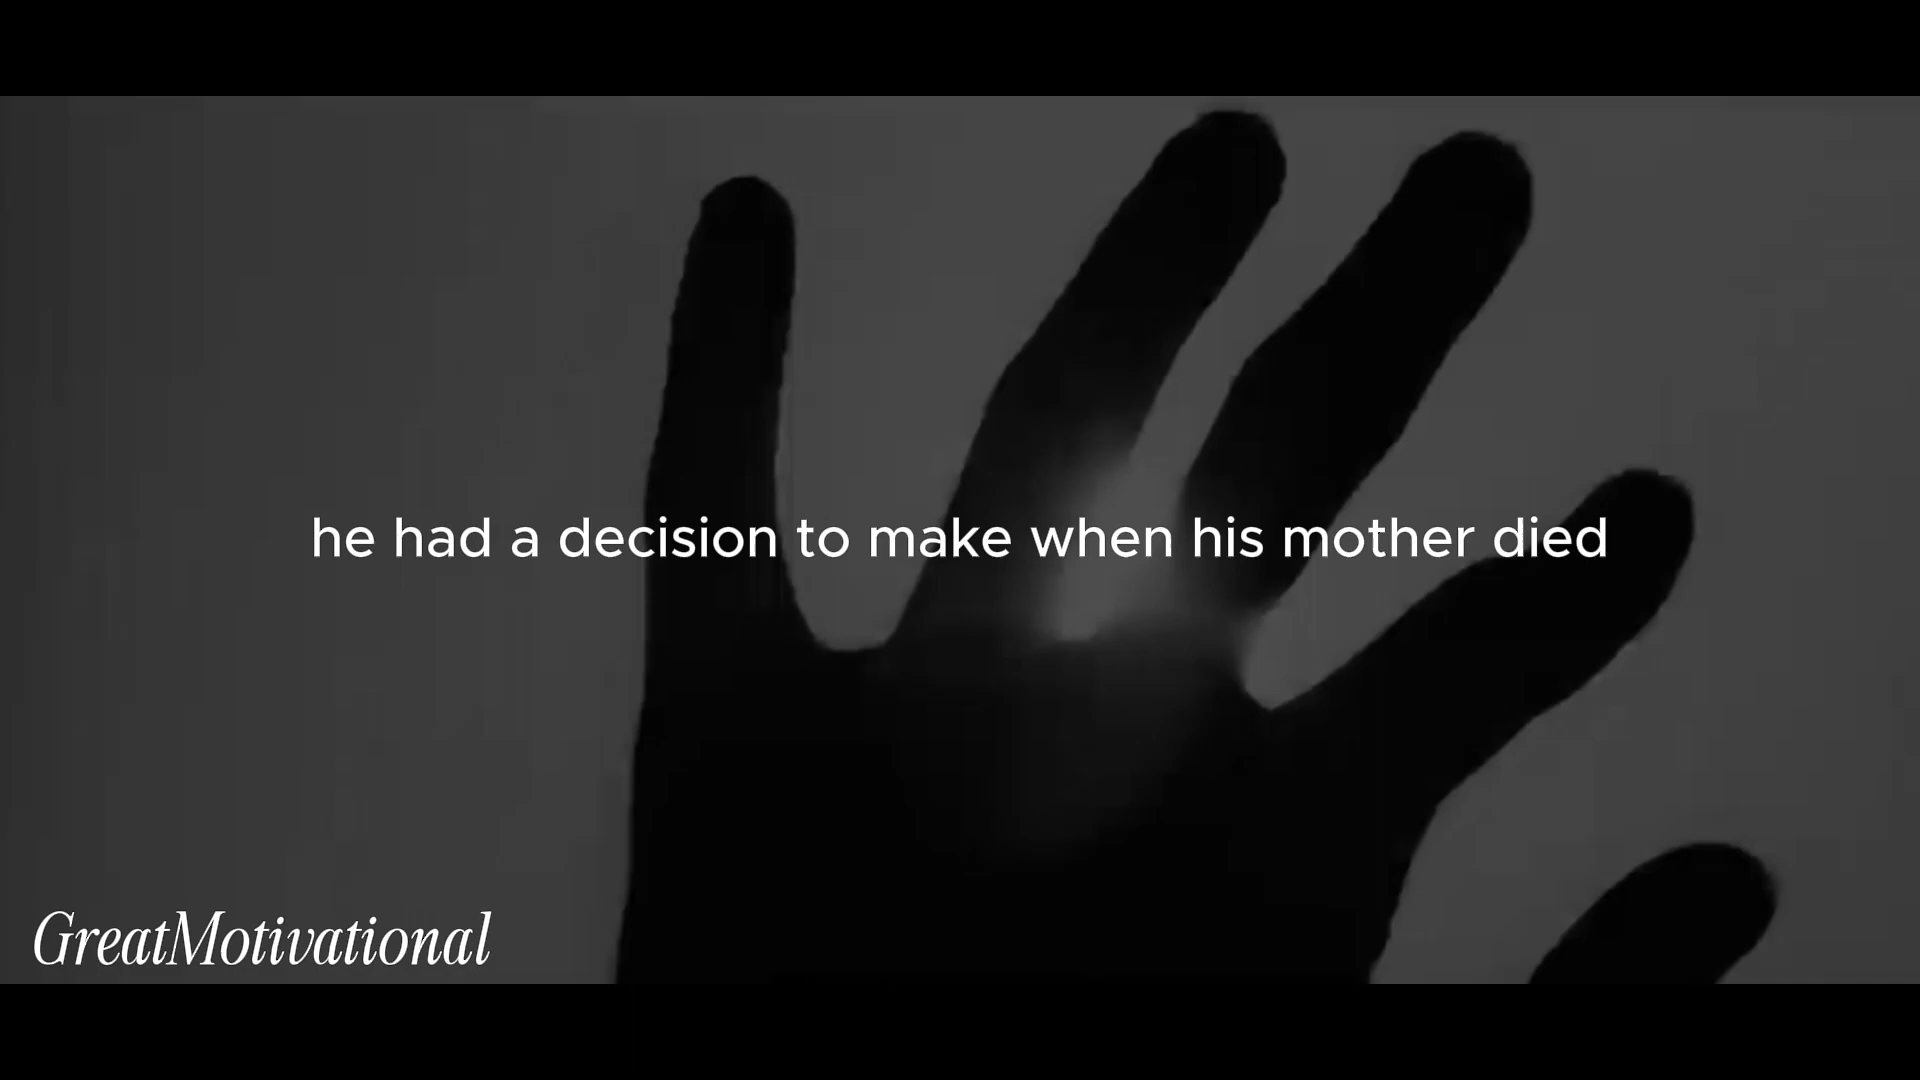 he had a decision to make when his mother died
GreatMotivational